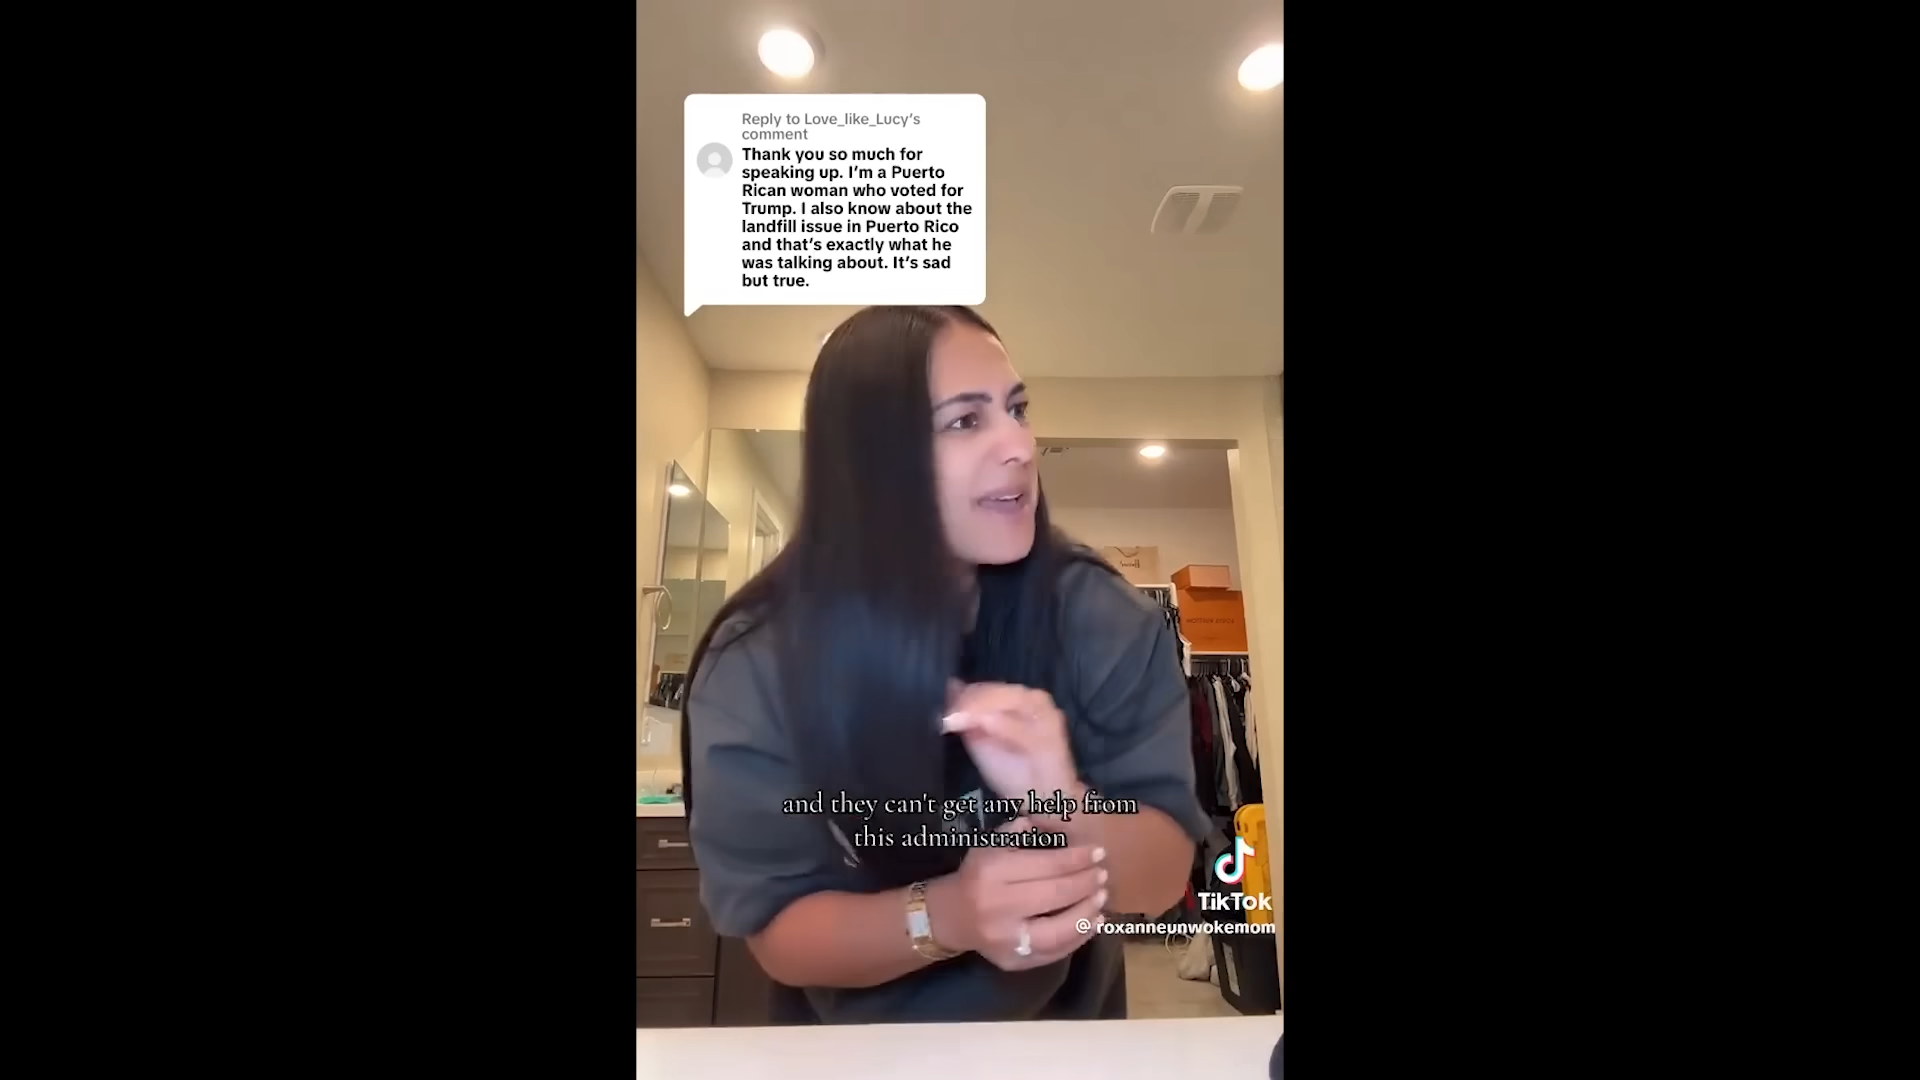 Reply to Love_like_Lucy's
comment
Thank you so much for
speaking up. I'm a Puerto
Rican woman who voted for
Trump. I also know about the
landfill issue in Puerto Rico
and that's exactly what he
was talking about. It's sad
but true.
and they can't get any help from
this administration
TikTok
@ roxanneunwokemom